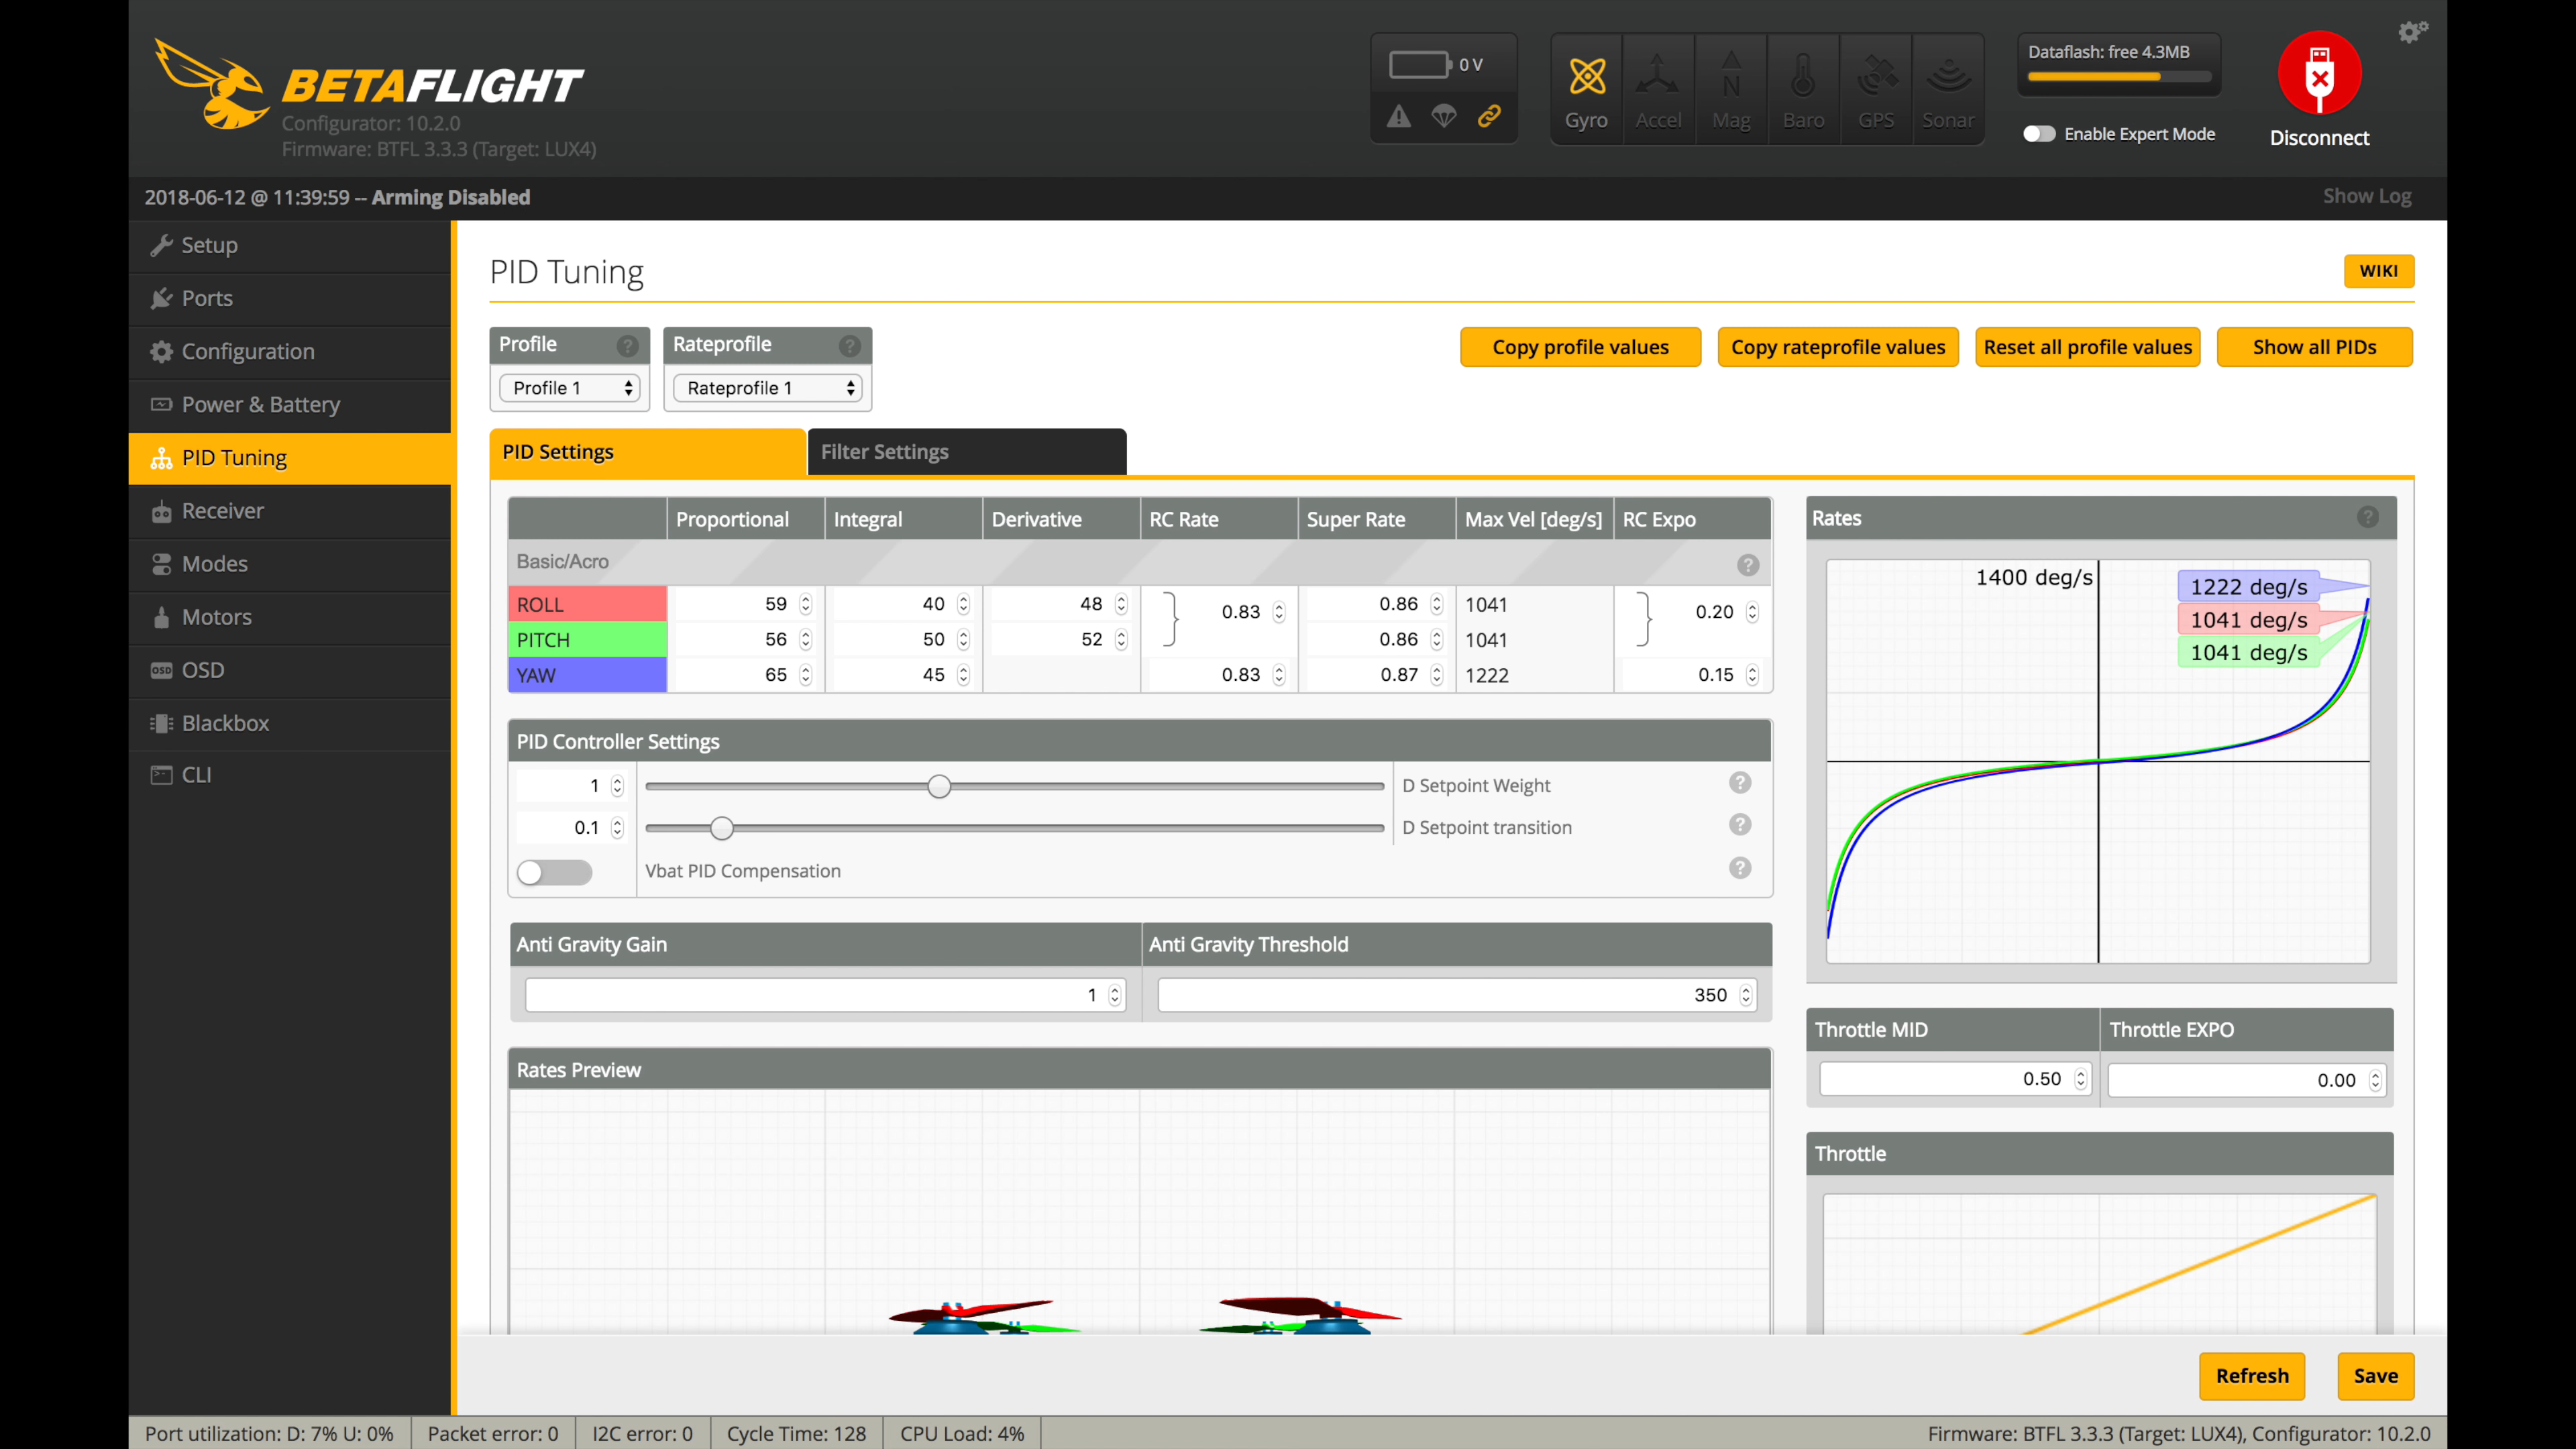 BETAFLIGHT
Configurator: 10.2.0
Firmware: BTFL 3.3.3 (Target: LUX4)
0 V
Gyro Accel Mag Baro GPS Sonar
N
Dataflash: free 4.3MB
Enable Expert Mode
Disconnect
2018-06-12 @ 11:39:59 -- Arming Disabled
Show Log
Setup
Ports
Configuration
Power & Battery
PID Tuning
Receiver
Modes
Motors
OSD OSD
Blackbox
CLI
PID Tuning
WIKI
Profile ?
Profile 1
Rateprofile ?
Rateprofile 1
Copy profile values
Copy rateprofile values
Reset all profile values
Show all PIDs
PID Settings
Filter Settings
Proportional Integral Derivative RC Rate Super Rate Max Vel [deg/s] RC Expo
Basic/Acro ?
ROLL 59 40 48 0.83 0.86 1041 0.20
PITCH 56 50 52 0.86 1041
YAW 65 45 0.83 0.87 1222 0.15
PID Controller Settings
1 D Setpoint Weight ?
0.1 D Setpoint transition ?
Vbat PID Compensation ?
Anti Gravity Gain Anti Gravity Threshold
1 350
Rates Preview
Rates ?
1400 deg/s
1222 deg/s
1041 deg/s
1041 deg/s
Throttle MID Throttle EXPO
0.50 0.00
Throttle
Refresh
Save
Port utilization: D: 7% U: 0% Packet error: 0 I2C error: 0 Cycle Time: 128 CPU Load: 4% Firmware: BTFL 3.3.3 (Target: LUX4), Configurator: 10.2.0